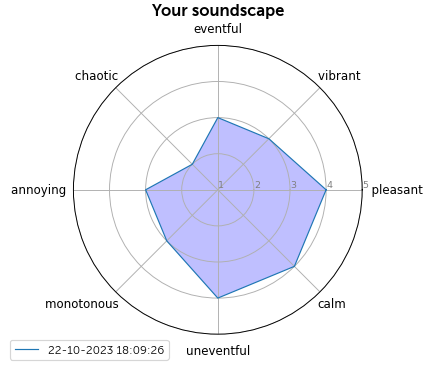 Your soundscape
eventful
chaotic
vibrant
annoying
1 2 3 4 5
pleasant
monotonous
calm
uneventful
22-10-2023 18:09:26